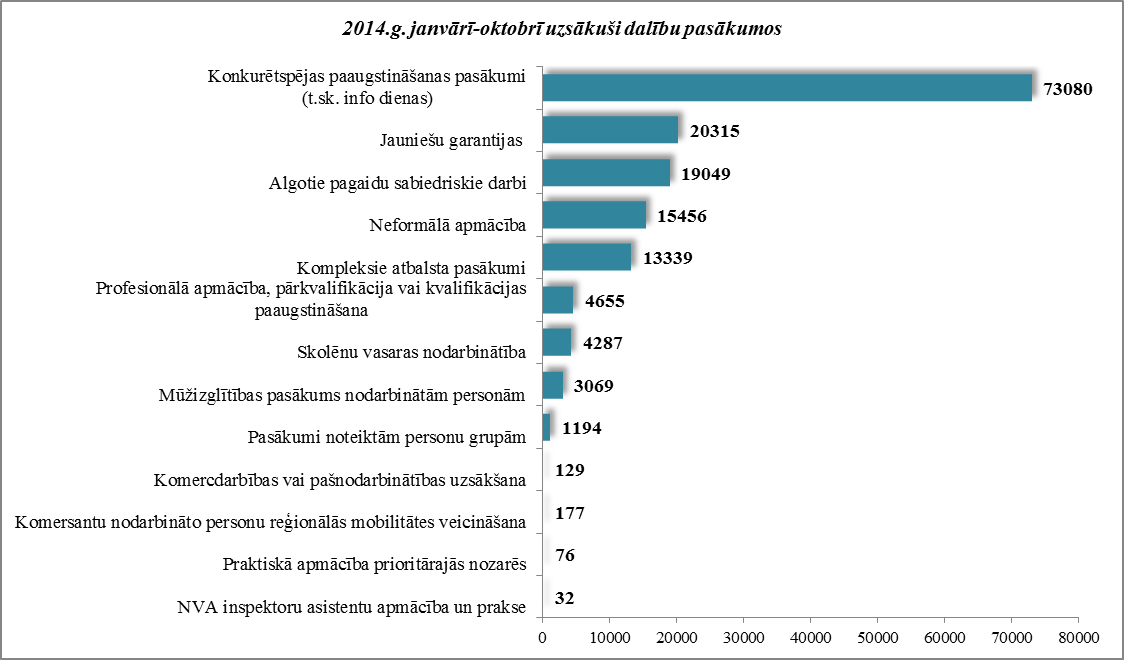 2014.g. janvārī-oktobrī uzsākuši dalību pasākumos
Konkurētspējas paaugstināšanas pasākumi
(t.sk. info dienas)
73080
Jauniešu garantijas
20315
Algotie pagaidu sabiedriskie darbi
19049
Neformālā apmācība
15456
Kompleksie atbalsta pasākumi
13339
Profesionālā apmācība, pārkvalifikācija vai kvalifikācijas
paaugstināšana
4655
Skolēnu vasaras nodarbinātība
4287
Mūžizglītības pasākums nodarbinātām personām
3069
Pasākumi noteiktām personu grupām
1194
Komercdarbības vai pašnodarbinātības uzsākšana
129
Komersantu nodarbināto personu reģionālās mobilitātes veicināšana
177
Praktiskā apmācība prioritārajās nozarēs
76
NVA inspektoru asistentu apmācība un prakse
32
0 10000 20000 30000 40000 50000 60000 70000 80000